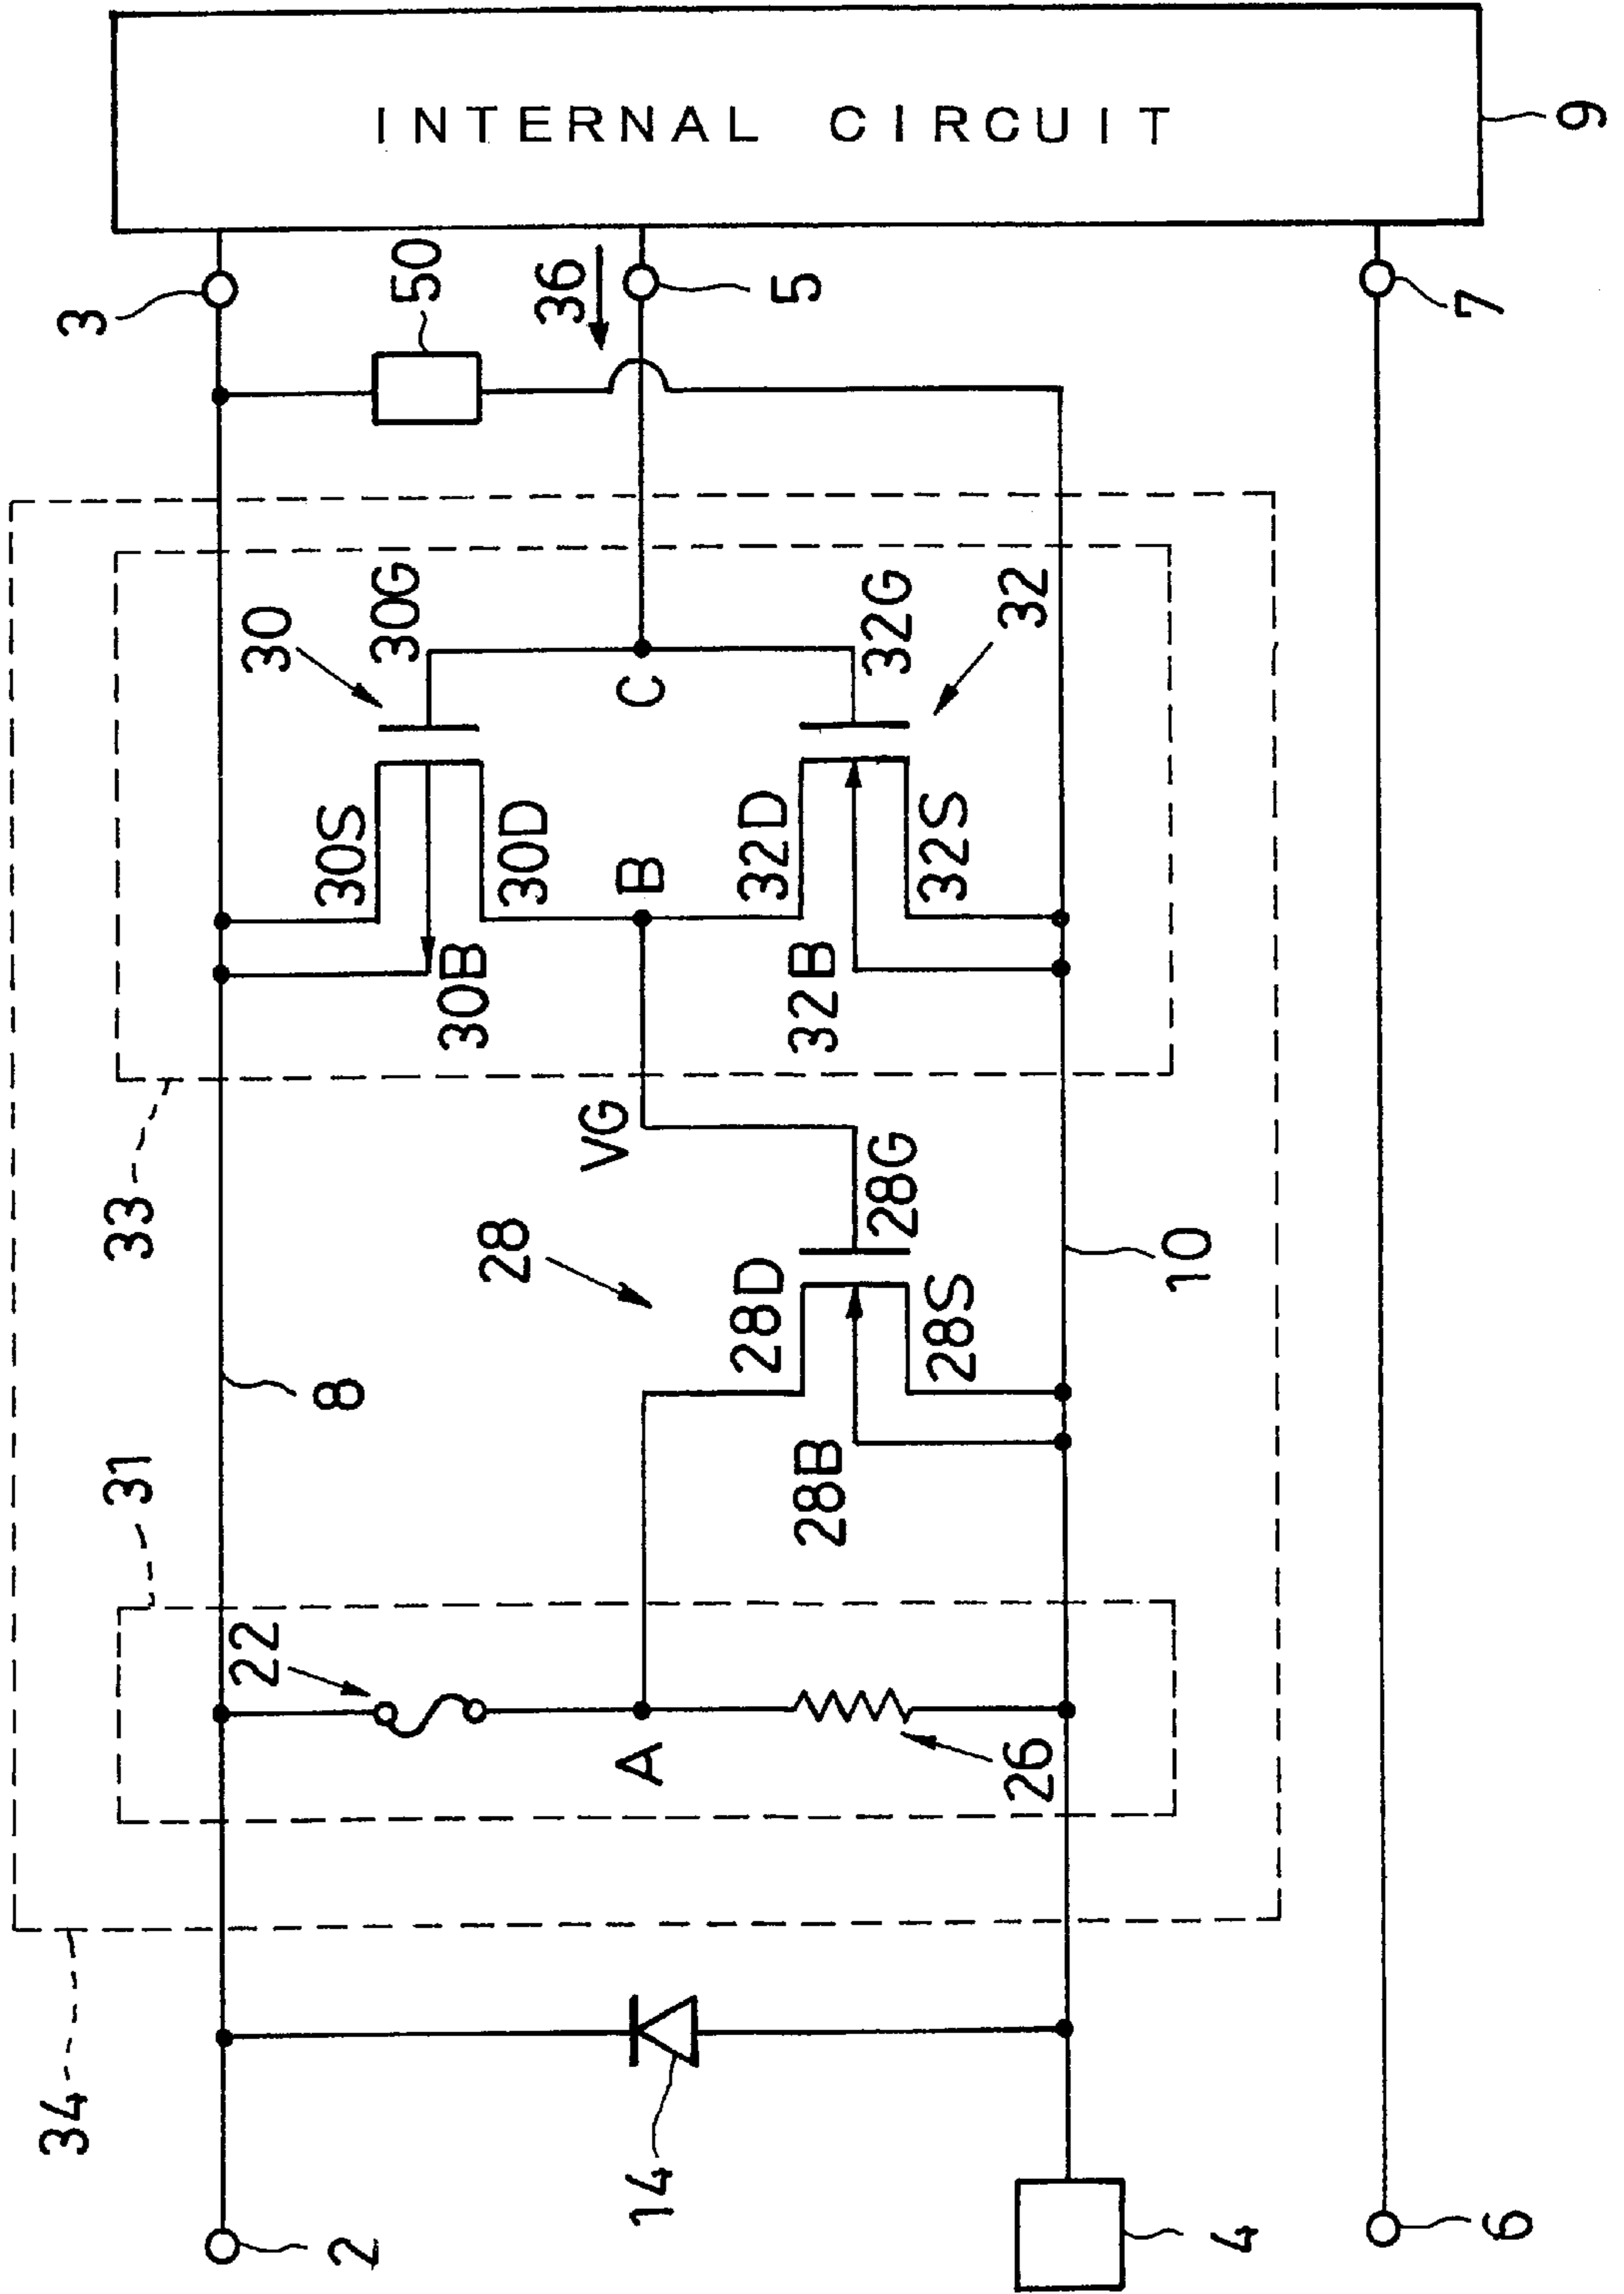 INTERNAL CIRCUIT
9
3
50
36
5
7
30
30G
C
32G
32
30S
30D
B
32D
32S
30B
32B
33
VG
28
28G
28D
28S
10
8
28B
31
22
A
26
34
14
2
4
6